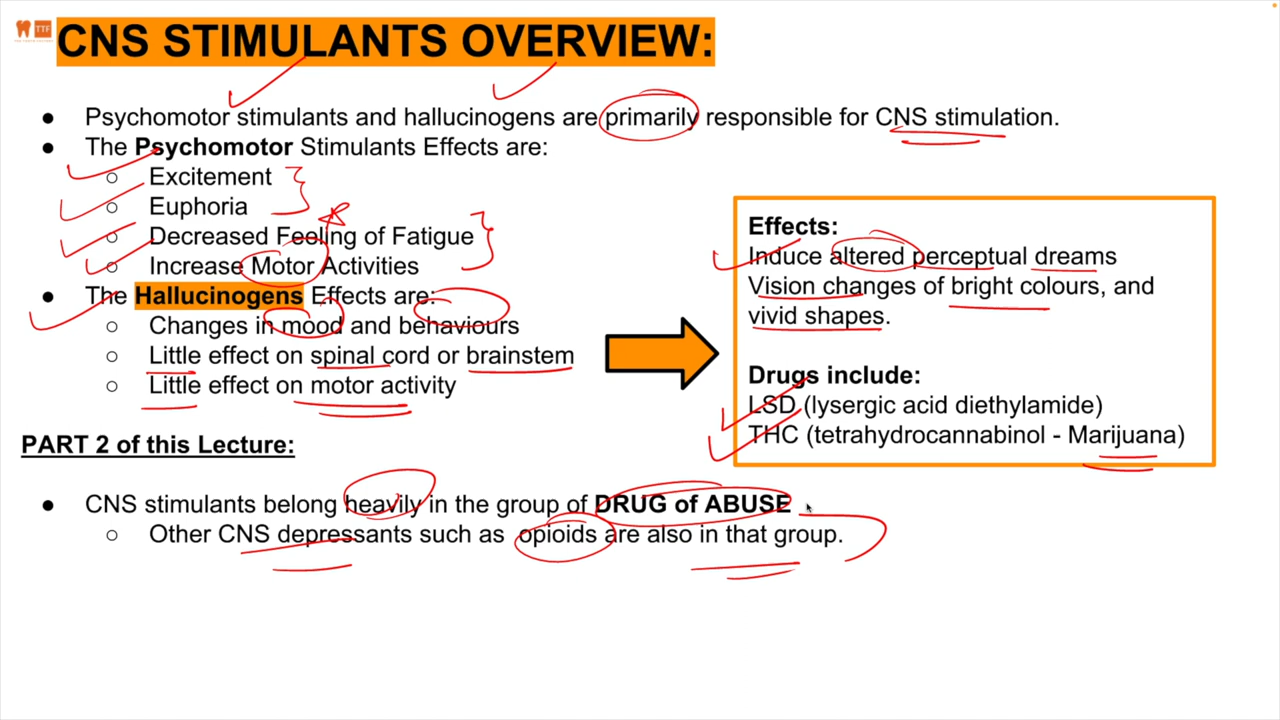 TTF
CNS STIMULANTS OVERVIEW:
● Psychomotor stimulants and hallucinogens are primarily responsible for CNS stimulation.
● The Psychomotor Stimulants Effects are:
○ Excitement
○ Euphoria
○ Decreased Feeling of Fatigue
○ Increase Motor Activities
● The Hallucinogens Effects are:
○ Changes in mood and behaviours
○ Little effect on spinal cord or brainstem
○ Little effect on motor activity
Effects:
Induce altered perceptual dreams
Vision changes of bright colours, and
vivid shapes.
Drugs include:
LSD (lysergic acid diethylamide)
THC (tetrahydrocannabinol - Marijuana)
PART 2 of this Lecture:
● CNS stimulants belong heavily in the group of DRUG of ABUSE
○ Other CNS depressants such as opioids are also in that group.